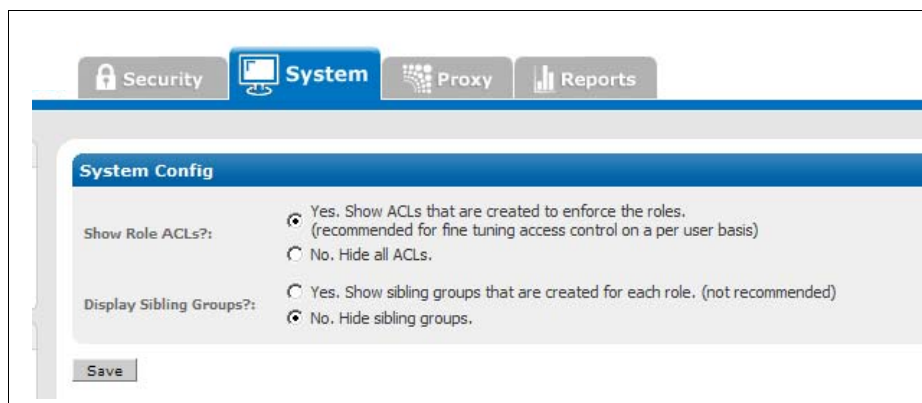 Security
System
Proxy
Reports
System Config
Show Role ACLs?:
Yes. Show ACLs that are created to enforce the roles.
(recommended for fine tuning access control on a per user basis)
No. Hide all ACLs.
Display Sibling Groups?:
Yes. Show sibling groups that are created for each role. (not recommended)
No. Hide sibling groups.
Save